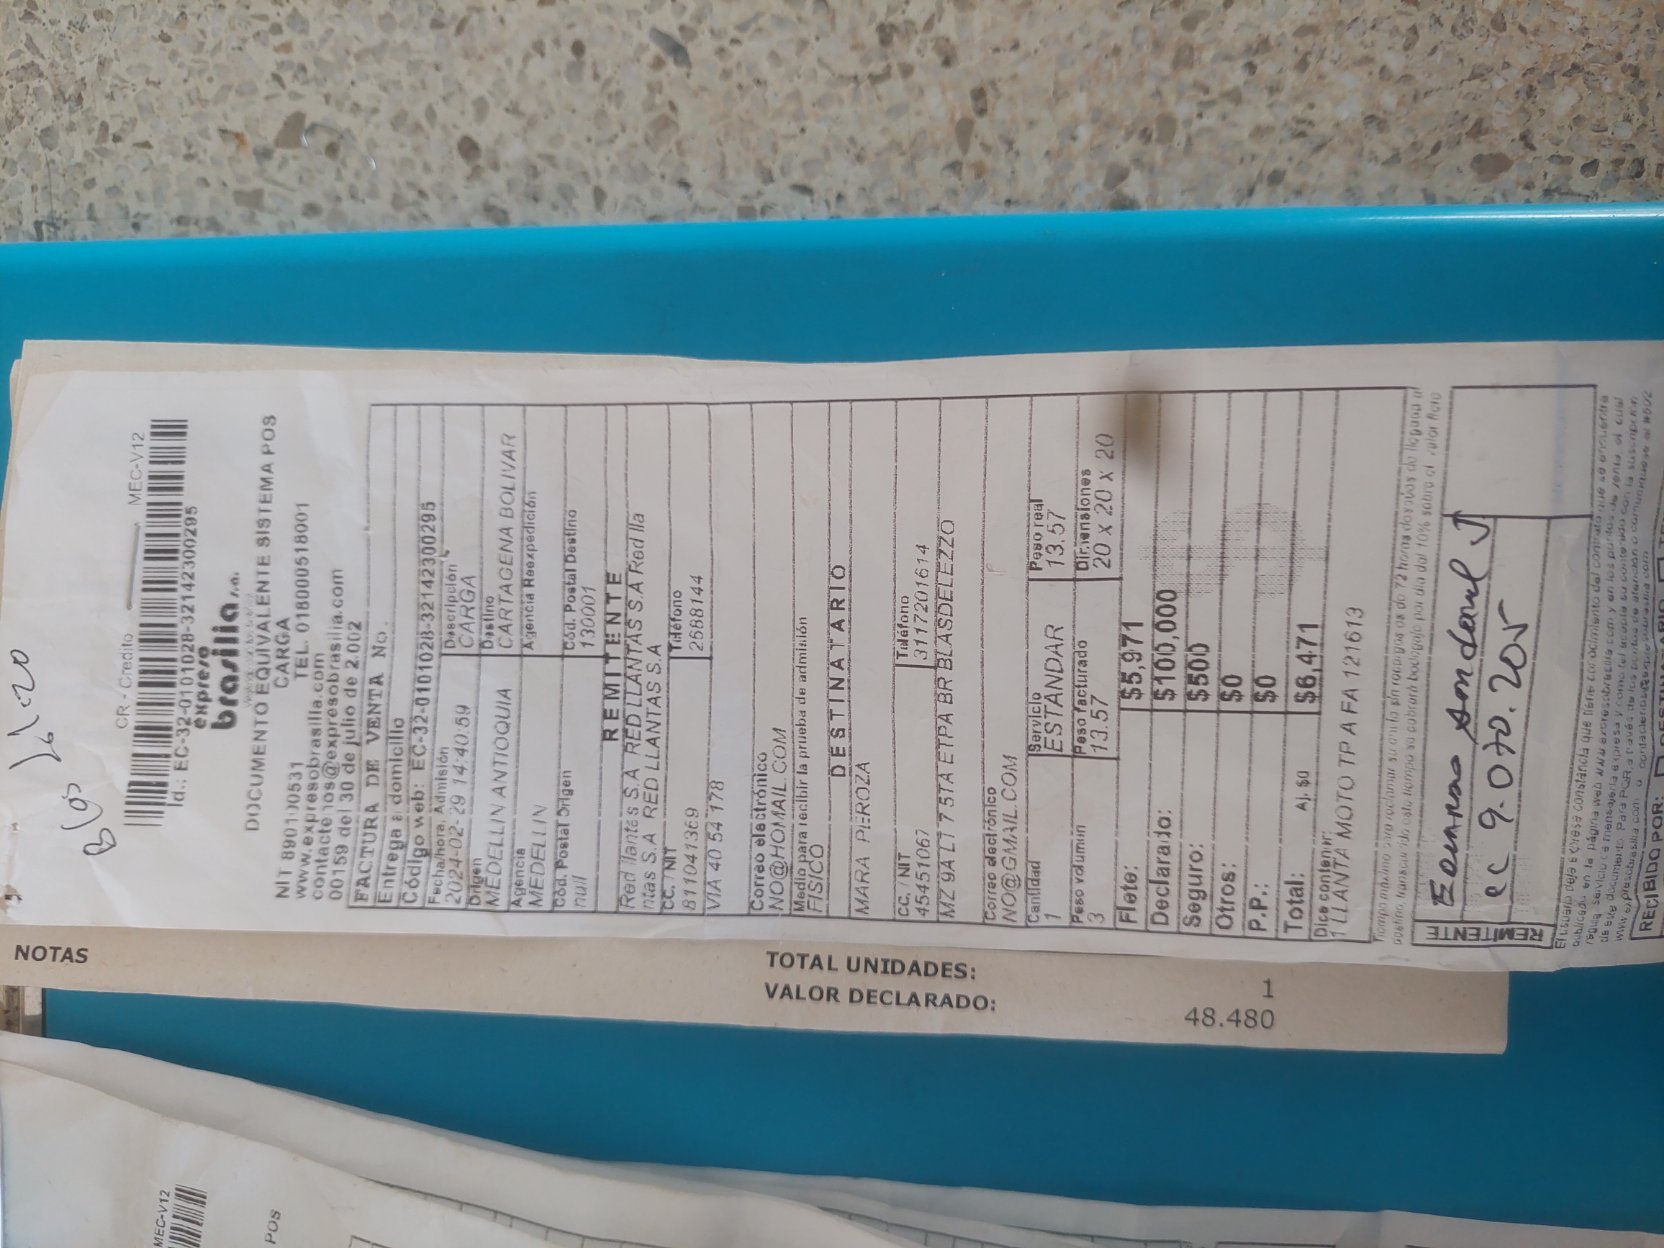 CR - Credito
MEC-V12
Id.: EC-32-0101028-32142300295
expreso
brasilia s.a.
DOCUMENTO EQUIVALENTE SISTEMA POS
CARGA
NIT 890100531 TEL. 018000518001
www.expresobrasilia.com
contactenos@expresobrasilia.com
00159 del 30 de julio de 2.002
FACTURA DE VENTA No.
Entrega a domicilio
Código web: EC-32-0101028-32142300295
Fecha/hora. Admisión Descripción
2024-02-29 14:40:59 CARGA
Origen Destino
MEDELLIN ANTIOQUIA CARTAGENA BOLIVAR
Agencia Agencia Reexpedición
MEDELLIN
Cód. Postal Origen Cód. Postal Destino
null 130001
REMITENTE
Red llantas S.A RED LLANTAS S.A Red lla
ntas S.A RED LLANTAS S.A
CC. / NIT Teléfono
811041369 2688144
VIA 40 54 178
Correo electrónico
NO@HOMAIL.COM
Medio para recibir la prueba de admisión
FISICO
DESTINATARIO
MARA PEROZA
CC. / NIT Teléfono
45451067 3117201614
MZ 9A LT 7 5TA ETPA BR BLASDELEZZO
Correo electrónico
NO@GMAIL.COM
Cantidad Servicio Peso real
1 ESTANDAR 13.57
Peso volumin Peso facturado Dimensiones
3 13.57 20 x 20 x 20
Flete: $5,971
Declarado: $100,000
Seguro: $500
Otros: $0
P.P.: $0
Total: Aj. $0 $6,471
Dice contener:
1 LLANTA MOTO TP A FA 121613
REMITENTE
cc 9.070.205
RECIBIDO POR: DESTINATARIO
NOTAS
TOTAL UNIDADES: 1
VALOR DECLARADO: 48.480
MEC-V12
POS